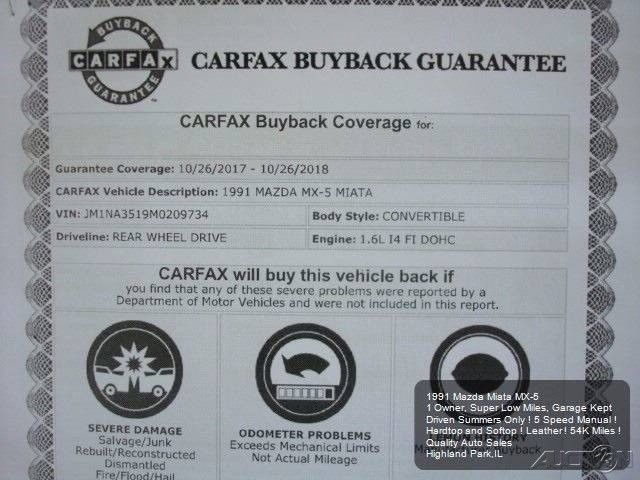 BUYBACK
CARFAX
GUARANTEE
TM
CARFAX BUYBACK GUARANTEE
CARFAX Buyback Coverage for:
Guarantee Coverage: 10/26/2017 - 10/26/2018
CARFAX Vehicle Description: 1991 MAZDA MX-5 MIATA
VIN: JM1NA3519M0209734
Body Style: CONVERTIBLE
Driveline: REAR WHEEL DRIVE
Engine: 1.6L I4 FI DOHC
CARFAX will buy this vehicle back if
you find that any of these severe problems were reported by a
Department of Motor Vehicles and were not included in this report.
SEVERE DAMAGE
Salvage/Junk
Rebuilt/Reconstructed
Dismantled
Fire/Flood/Hail
ODOMETER PROBLEMS
Exceeds Mechanical Limits
Not Actual Mileage
Buyback
1991 Mazda Miata MX-5
1 Owner, Super Low Miles, Garage Kept
Driven Summers Only ! 5 Speed Manual !
Hardtop and Softop ! Leather ! 54K Miles !
Quality Auto Sales
Highland Park,IL